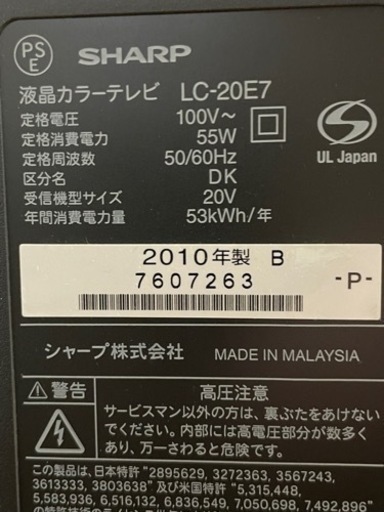 PS
E
SHARP
液晶カラーテレビ LC-20E7
定格電圧 100V～
定格消費電力 55W
定格周波数 50/60Hz
区分名 DK
受信機型サイズ 20V
年間消費電力量 53kWh/年
S
UL Japan
2010年製 B
7607263
-P-
シャープ株式会社 MADE IN MALAYSIA
警告 高圧注意
サービスマン以外の方は、裏ぶたをあけない
でください。内部には高電圧部分が数多く
あり、万一さわると危険です。
この製品は、日本特許 "2895629, 3272363, 3567243,
3613333, 3803638" 及び米国特許 "5,315,448,
5,583,936, 6,516,132, 6,836,549, 7,050,698, 7,492,896"